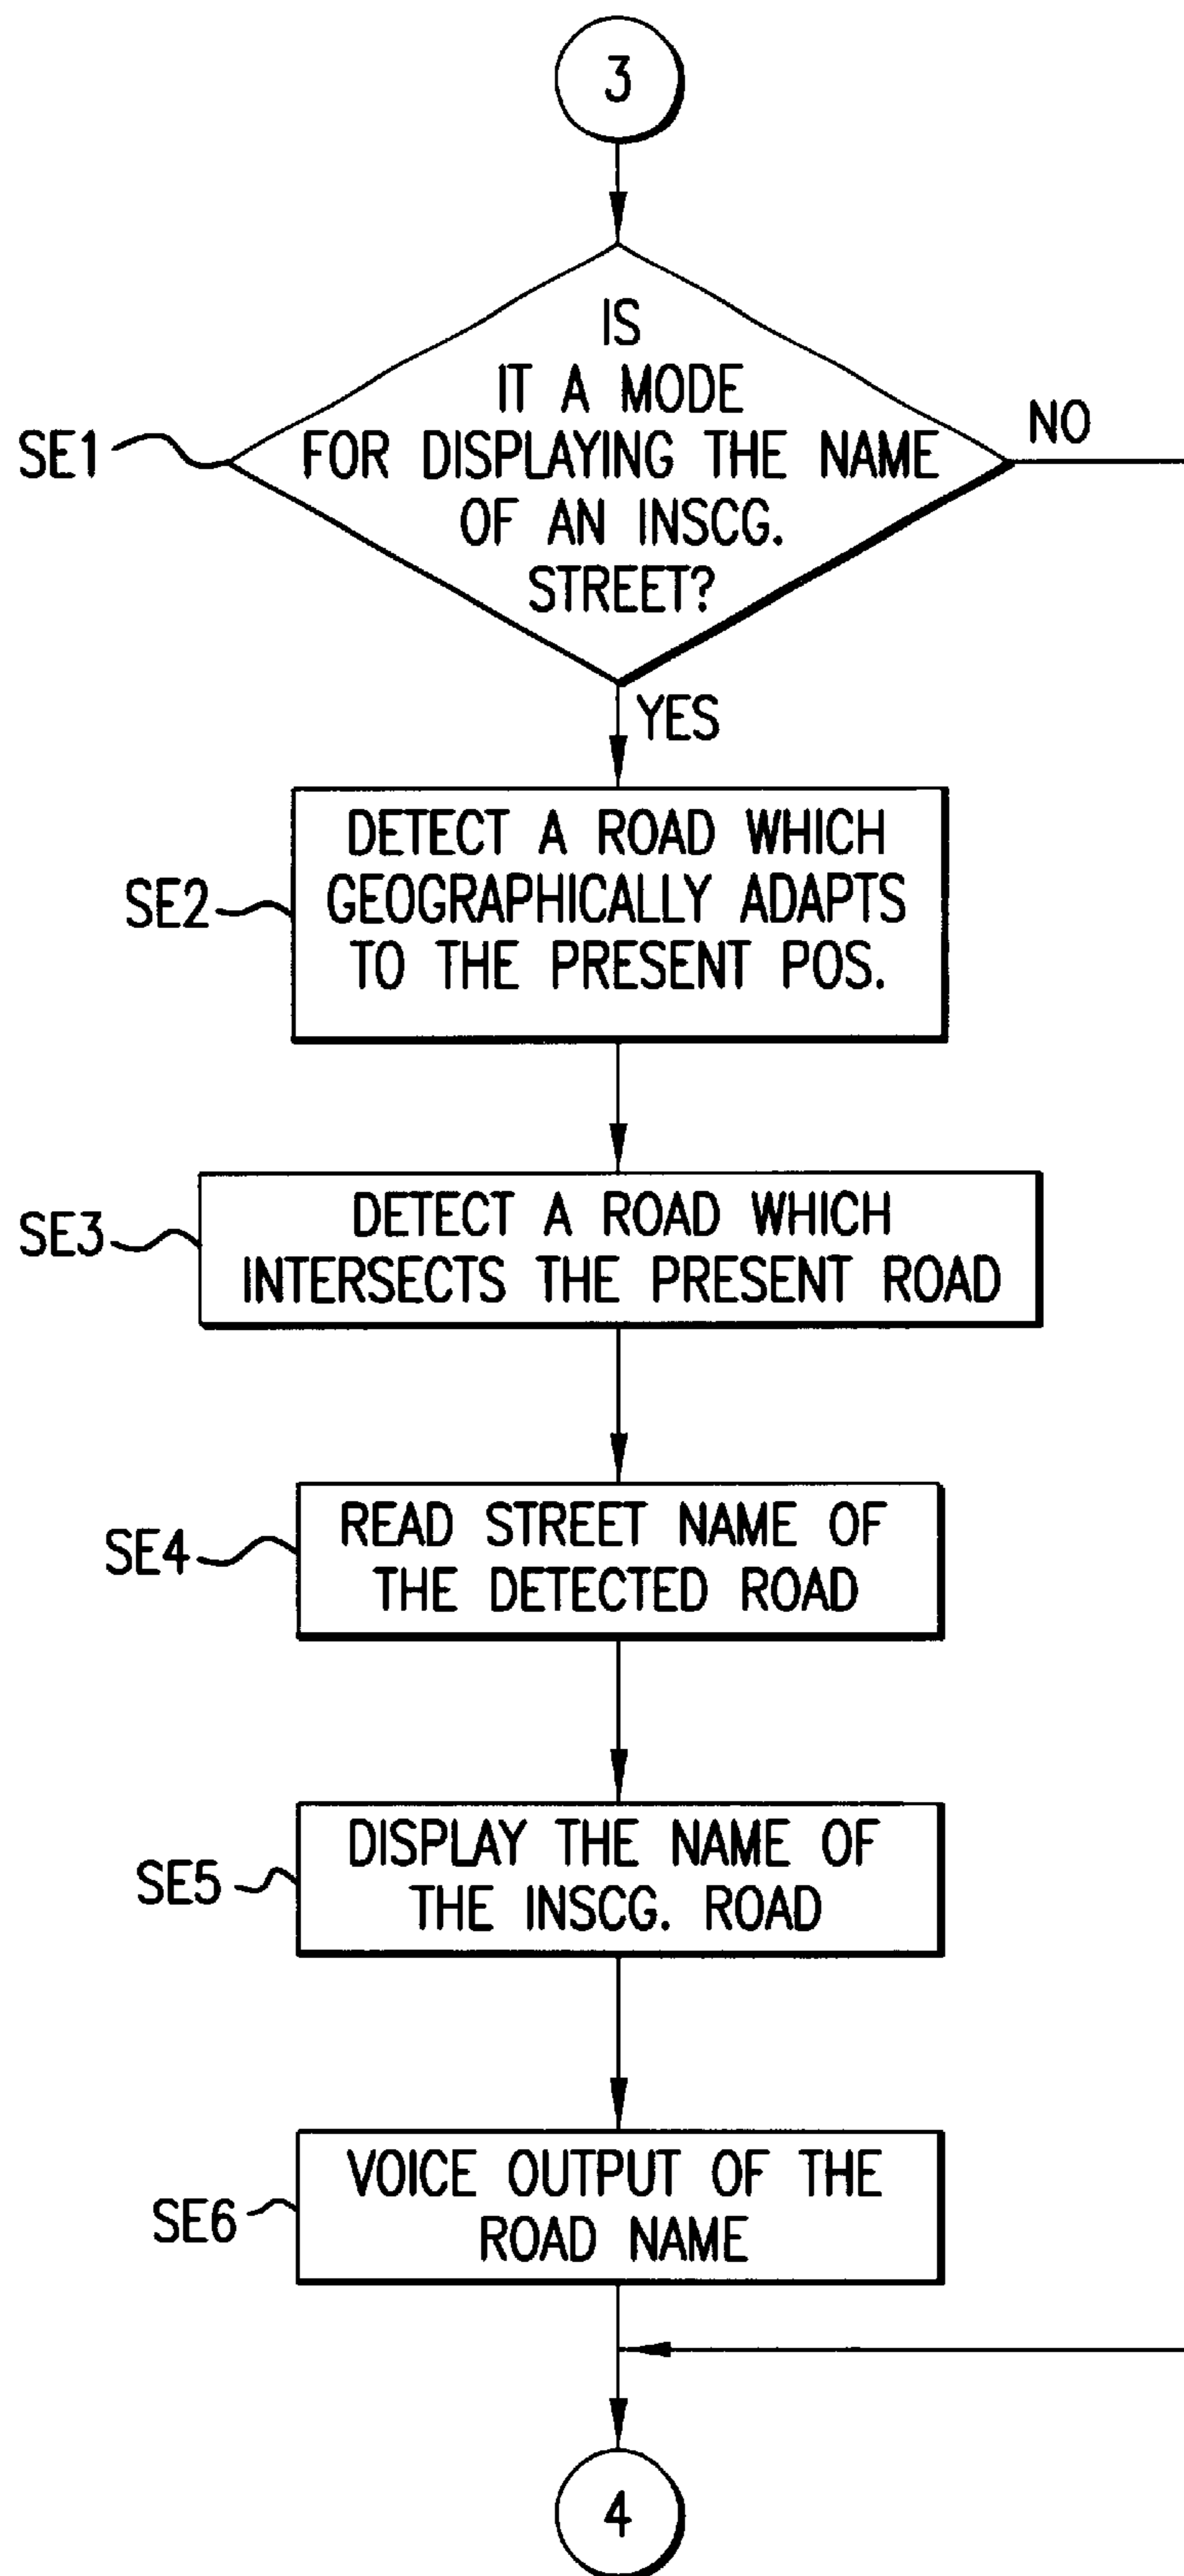 3
IS
IT A MODE
FOR DISPLAYING THE NAME
OF AN INSCG.
STREET?
SE1
NO
YES
DETECT A ROAD WHICH
GEOGRAPHICALLY ADAPTS
TO THE PRESENT POS.
SE2
DETECT A ROAD WHICH
INTERSECTS THE PRESENT ROAD
SE3
READ STREET NAME OF
THE DETECTED ROAD
SE4
DISPLAY THE NAME OF
THE INSCG. ROAD
SE5
VOICE OUTPUT OF THE
ROAD NAME
SE6
4